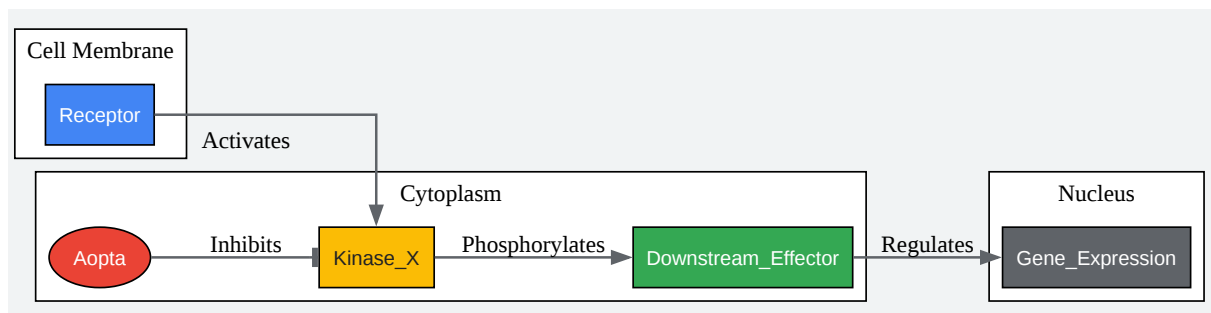 Cell Membrane
Receptor
Activates
Cytoplasm
Nucleus
Aopta
Inhibits
Kinase_X
Phosphorylates
Downstream_Effector
Regulates
Gene_Expression